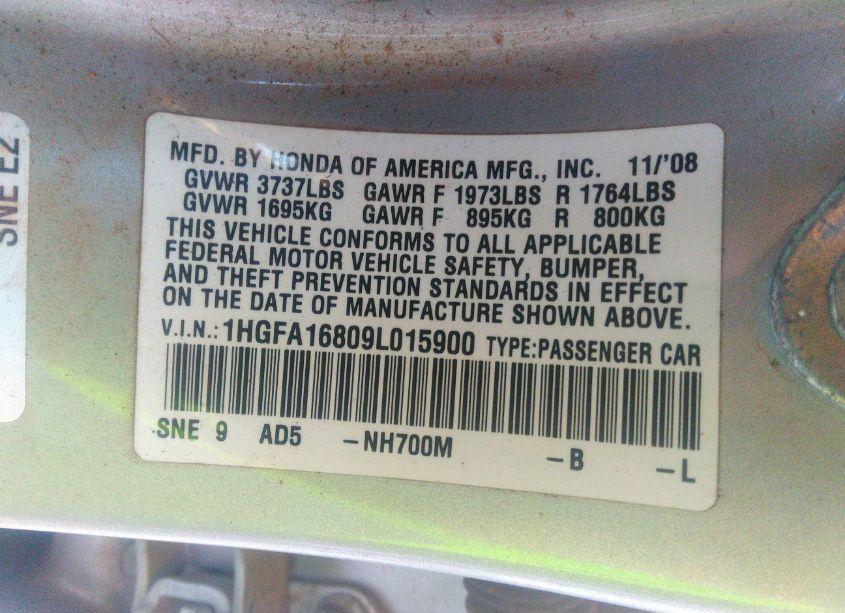 SNE E2
MFD. BY HONDA OF AMERICA MFG., INC. 11/'08
GVWR 3737LBS GAWR F 1973LBS R 1764LBS
GVWR 1695KG GAWR F 895KG R 800KG
THIS VEHICLE CONFORMS TO ALL APPLICABLE
FEDERAL MOTOR VEHICLE SAFETY, BUMPER,
AND THEFT PREVENTION STANDARDS IN EFFECT
ON THE DATE OF MANUFACTURE SHOWN ABOVE.
V.I.N.: 1HGFA16809L015900 TYPE:PASSENGER CAR
SNE 9 AD5 -NH700M -B -L